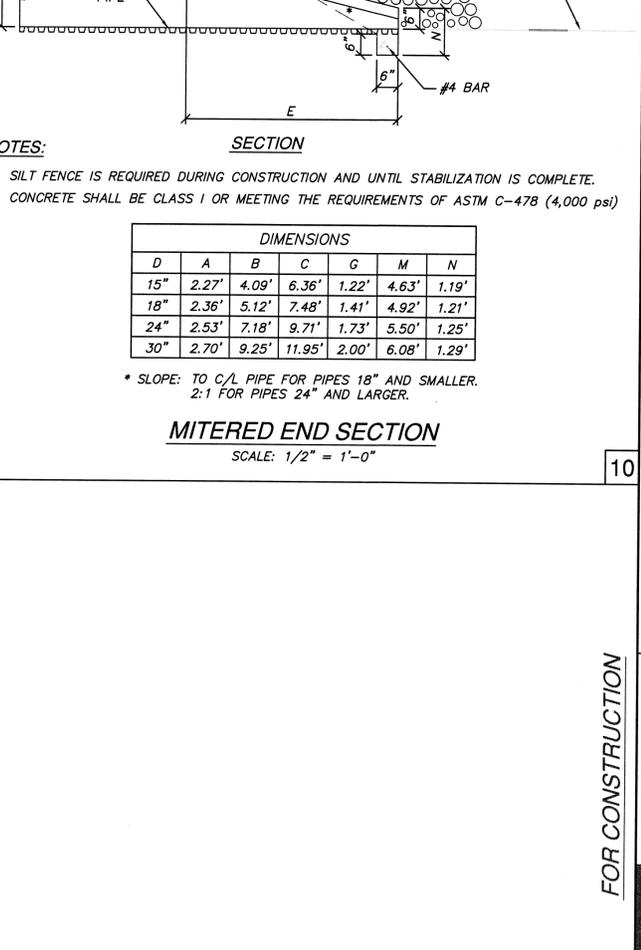 *
6"
N
6"
6"
#4 BAR
E
SECTION
OTES:
SILT FENCE IS REQUIRED DURING CONSTRUCTION AND UNTIL STABILIZATION IS COMPLETE.
CONCRETE SHALL BE CLASS I OR MEETING THE REQUIREMENTS OF ASTM C-478 (4,000 psi)
DIMENSIONS
D A B C G M N
15" 2.27' 4.09' 6.36' 1.22' 4.63' 1.19'
18" 2.36' 5.12' 7.48' 1.41' 4.92' 1.21'
24" 2.53' 7.18' 9.71' 1.73' 5.50' 1.25'
30" 2.70' 9.25' 11.95' 2.00' 6.08' 1.29'
* SLOPE: TO C/L PIPE FOR PIPES 18" AND SMALLER.
2:1 FOR PIPES 24" AND LARGER.
MITERED END SECTION
SCALE: 1/2" = 1'-0"
10
FOR CONSTRUCTION